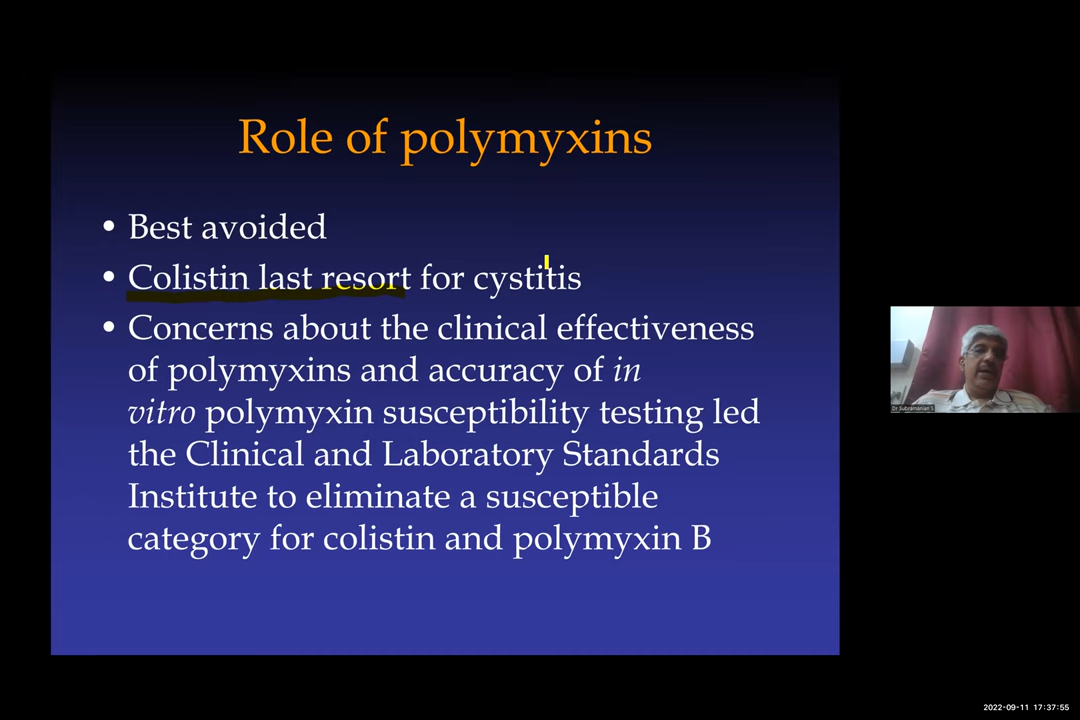 Role of polymyxins
• Best avoided
• Colistin last resort for cystitis
• Concerns about the clinical effectiveness
of polymyxins and accuracy of in
vitro polymyxin susceptibility testing led
the Clinical and Laboratory Standards
Institute to eliminate a susceptible
category for colistin and polymyxin B
Dr Subramanian S
2022-09-11 17:37:55